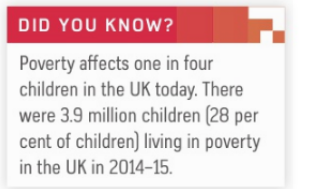 DID YOU KNOW?
Poverty affects one in four
children in the UK today. There
were 3.9 million children (28 per
cent of children) living in poverty
in the UK in 2014–15.